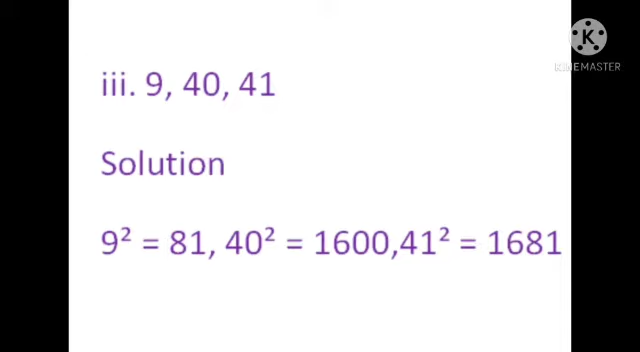 K
KINEMASTER
iii. 9, 40, 41
Solution
9² = 81, 40² = 1600,41² = 1681